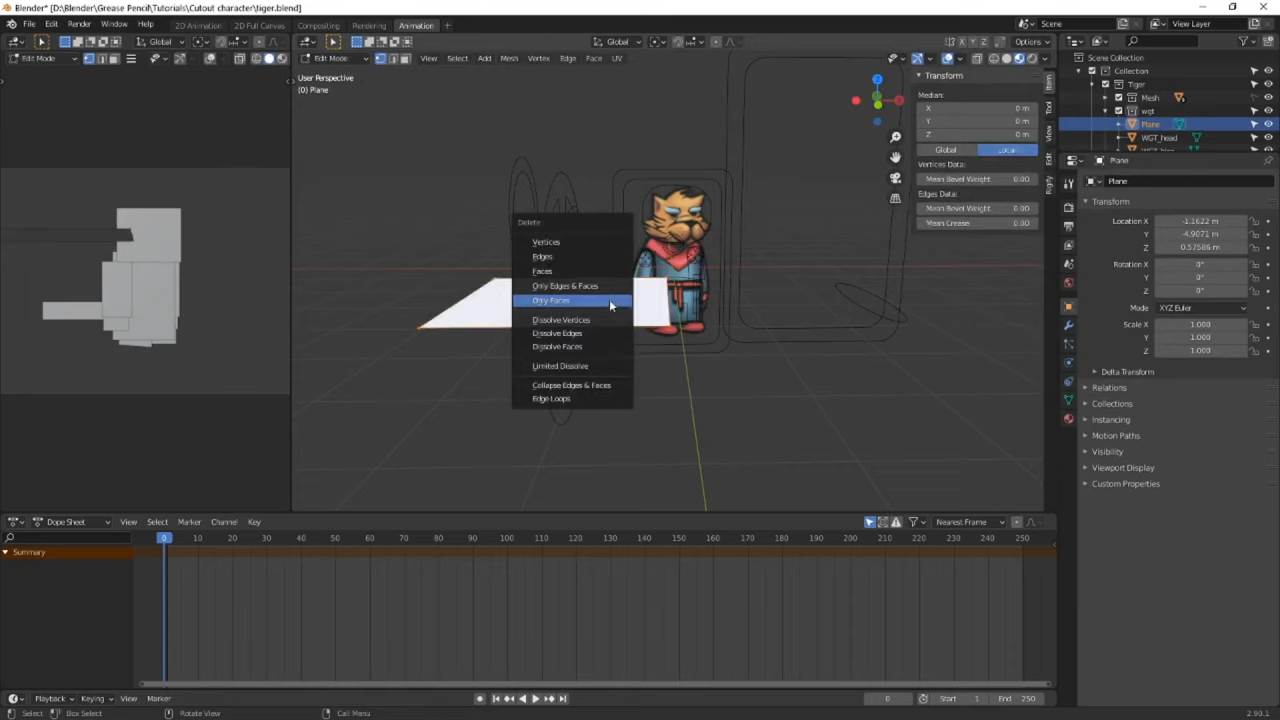 Blender* [D:\Blender\Grease Pencil\Tutorials\Cutout character\tiger.blend]
File Edit Render Window Help 2D Animation 2D Full Canvas Compositing Rendering Animation + Scene View Layer
Global Global Options
Edit Mode Edit Mode View Select Add Mesh Vertex Edge Face UV
User Perspective
(0) Plane
Transform
Median:
X 0 m
Y 0 m
Z 0 m
Global Local
Vertices Data:
Mean Bevel Weight 0.00
Edges Data:
Mean Bevel Weight 0.00
Mean Crease: 0.00
Item
Tool
View
Edit
Rigify
Delete
Vertices
Edges
Faces
Only Edges & Faces
Only Faces
Dissolve Vertices
Dissolve Edges
Dissolve Faces
Limited Dissolve
Collapse Edges & Faces
Edge Loops
Scene Collection
Collection
Tiger
Mesh
wgt
Plane
WGT_head
Plane
Plane
Transform
Location X -1.1622 m
Y -4.9071 m
Z 0.57586 m
Rotation X 0°
Y 0°
Z 0°
Mode XYZ Euler
Scale X 1.000
Y 1.000
Z 1.000
Delta Transform
Relations
Collections
Instancing
Motion Paths
Visibility
Viewport Display
Custom Properties
Dope Sheet View Select Marker Channel Key Nearest Frame
0 10 20 30 40 50 60 70 80 90 100 110 120 130 140 150 160 170 180 190 200 210 220 230 240 250
Summary
Playback Keying View Marker 0 Start 1 End 250
Select Box Select Rotate View Call Menu 2.90.1